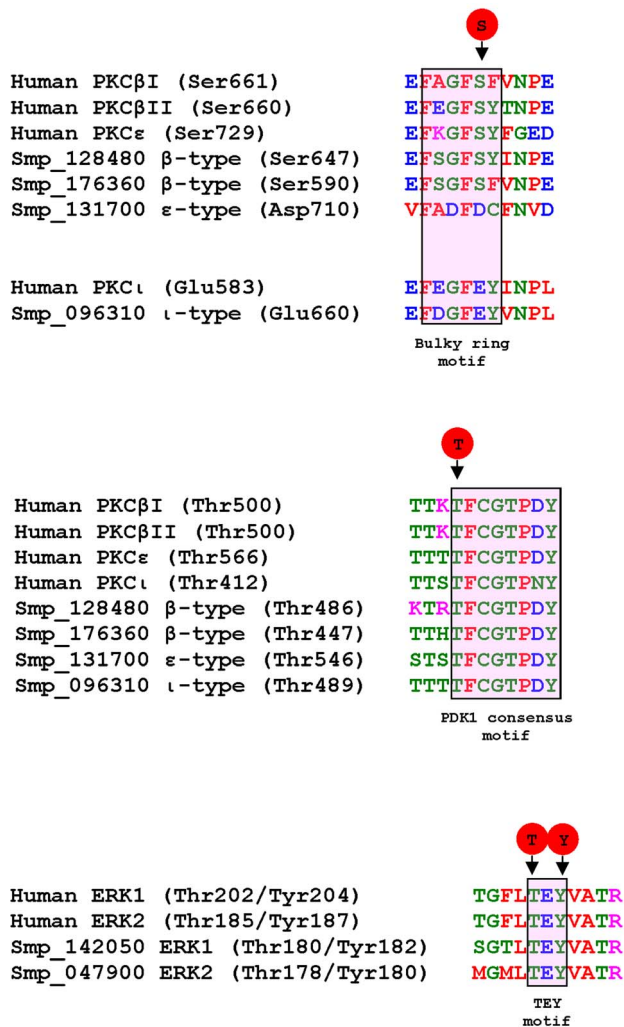 S
Human PKCβI (Ser661) EFAGFSFVNPE
Human PKCβII (Ser660) EFEGFSYTNPE
Human PKCε (Ser729) EFKGFSYFGED
Smp_128480 β-type (Ser647) EFSGFSYINPE
Smp_176360 β-type (Ser590) EFSGFSFVNPE
Smp_131700 ε-type (Asp710) VFADFDCFNVD
Human PKCι (Glu583) EFEGFEYINPL
Smp_096310 ι-type (Glu660) EFDGFEYVNPL
Bulky ring
motif
T
Human PKCβI (Thr500) TTKTFCGTPDY
Human PKCβII (Thr500) TTKTFCGTPDY
Human PKCε (Thr566) TTTTFCGTPDY
Human PKCι (Thr412) TTSTFCGTPNY
Smp_128480 β-type (Thr486) KTRTFCGTPDY
Smp_176360 β-type (Thr447) TTHTFCGTPDY
Smp_131700 ε-type (Thr546) STSTFCGTPDY
Smp_096310 ι-type (Thr489) TTTTFCGTPDY
PDK1 consensus
motif
T Y
Human ERK1 (Thr202/Tyr204) TGFLTEYVATR
Human ERK2 (Thr185/Tyr187) TGFLTEYVATR
Smp_142050 ERK1 (Thr180/Tyr182) SGTLTEYVATR
Smp_047900 ERK2 (Thr178/Tyr180) MGMLTEYVATR
TEY
motif